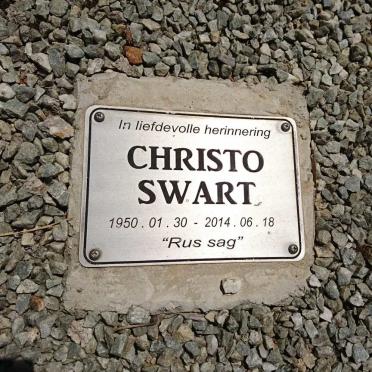 In liefdevolle herinnering
CHRISTO
SWART
1950 . 01 . 30 - 2014 . 06 . 18
"Rus sag"